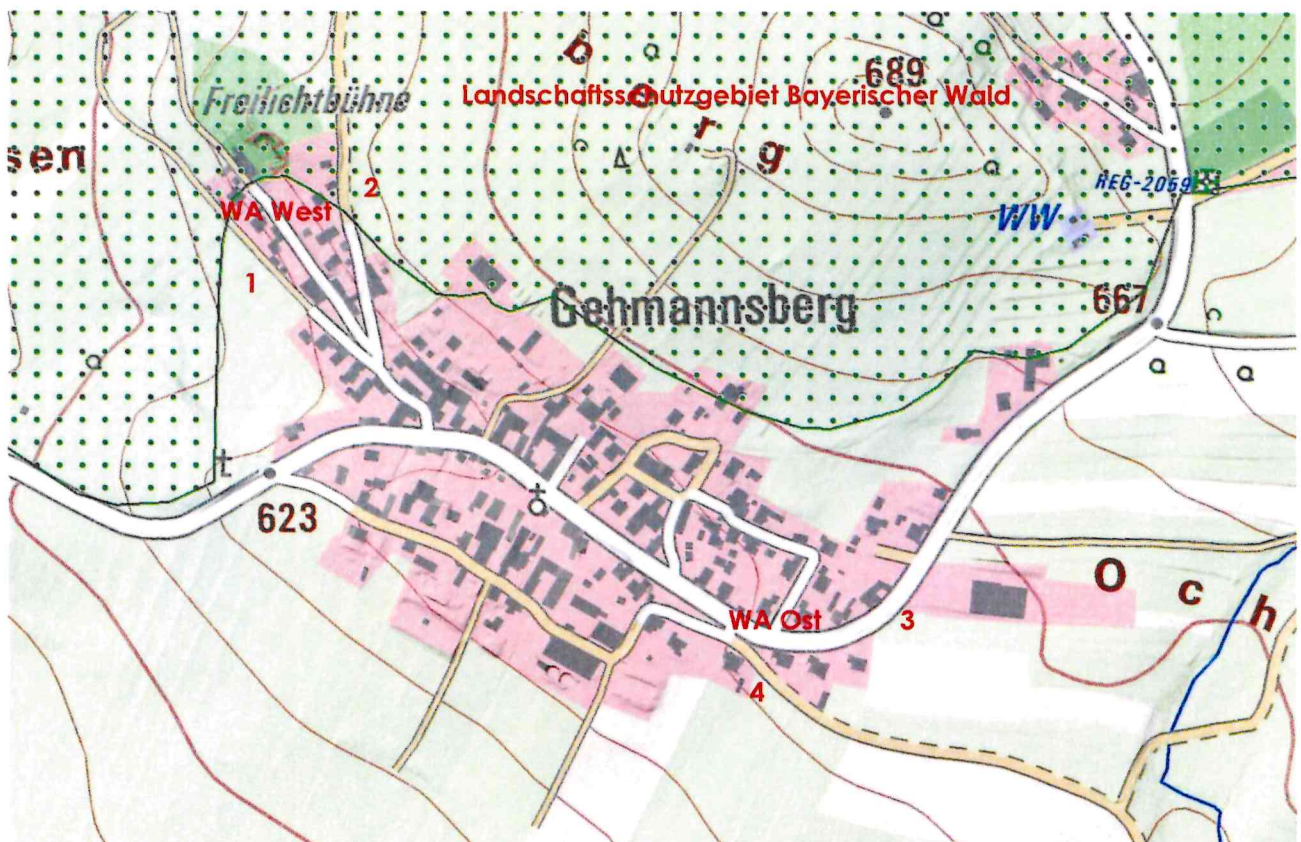 b
689
Freilichtbühne
Landschaftsschutzgebiet Bayerischer Wald
e
r
g
sen
2
REG-2059
WA West
WW
1
Gehmannsberg
667
623
O
c
h
WA Ost
3
4